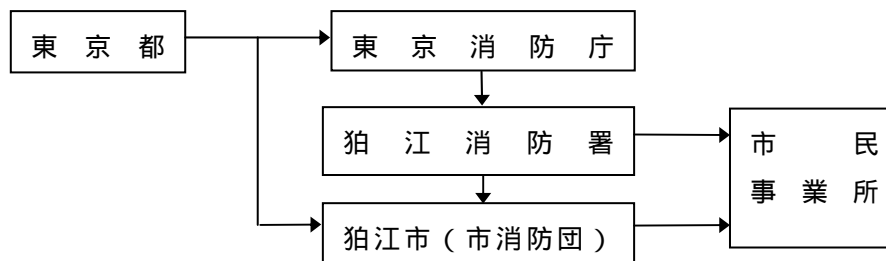 東京都
東京消防庁
狛江消防署
狛江市（市消防団）
市民
事業所